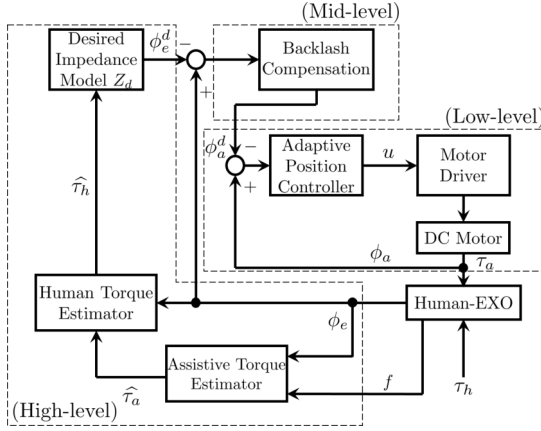 (Mid-level)
Desired
Impedance
Model Z_d
ϕ_e^d
−
+
Backlash
Compensation
(Low-level)
ϕ_a^d
−
+
Adaptive
Position
Controller
u
Motor
Driver
τ̂_h
DC Motor
ϕ_a
τ_a
Human Torque
Estimator
Human-EXO
ϕ_e
Assistive Torque
Estimator
τ̂_a
f
τ_h
(High-level)